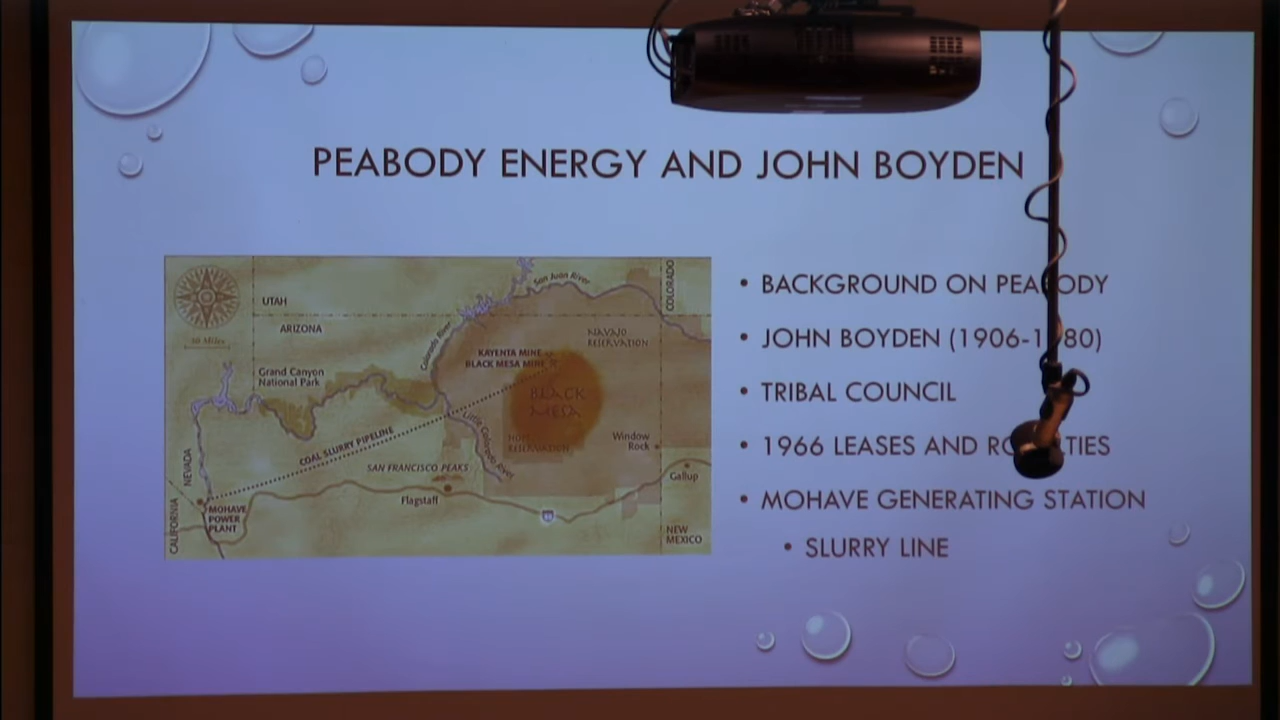 PEABODY ENERGY AND JOHN BOYDEN
UTAH
ARIZONA
Grand Canyon
National Park
Colorado River
San Juan River
COLORADO
NAVAJO
RESERVATION
KAYENTA MINE
BLACK MESA MINE
BLACK
MESA
HOPI
RESERVATION
Little Colorado River
COAL SLURRY PIPELINE
SAN FRANCISCO PEAKS
Flagstaff
Window
Rock
Gallup
NEVADA
CALIFORNIA
MOHAVE
POWER
PLANT
NEW
MEXICO
• BACKGROUND ON PEABODY
• JOHN BOYDEN (1906-1 80)
• TRIBAL COUNCIL
• 1966 LEASES AND RO TIES
• MOHAVE GENERATING STATION
• SLURRY LINE